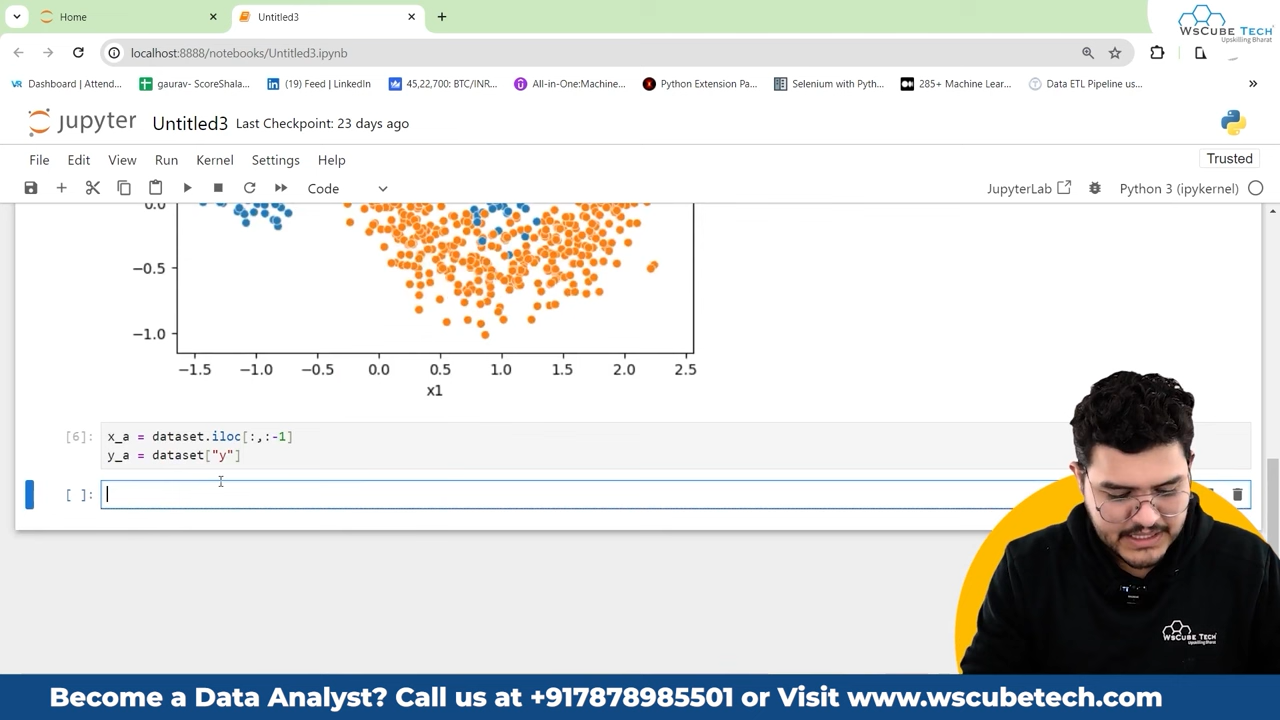 Home
Untitled3
WSCUBE TECH
Upskilling Bharat
localhost:8888/notebooks/Untitled3.ipynb
Dashboard | Attend...
gaurav- ScoreShala...
(19) Feed | LinkedIn
45,22,700: BTC/INR...
All-in-One:Machine...
Python Extension Pa...
Selenium with Pyth...
285+ Machine Lear...
Data ETL Pipeline us...
jupyter Untitled3 Last Checkpoint: 23 days ago
File Edit View Run Kernel Settings Help
Trusted
Code
JupyterLab
Python 3 (ipykernel)
0.0
−0.5
−1.0
−1.5 −1.0 −0.5 0.0 0.5 1.0 1.5 2.0 2.5
x1
[6]: x_a = dataset.iloc[:,:-1]
y_a = dataset["y"]
[ ]:
WSCUBE TECH
Become a Data Analyst? Call us at +917878985501 or Visit www.wscubetech.com